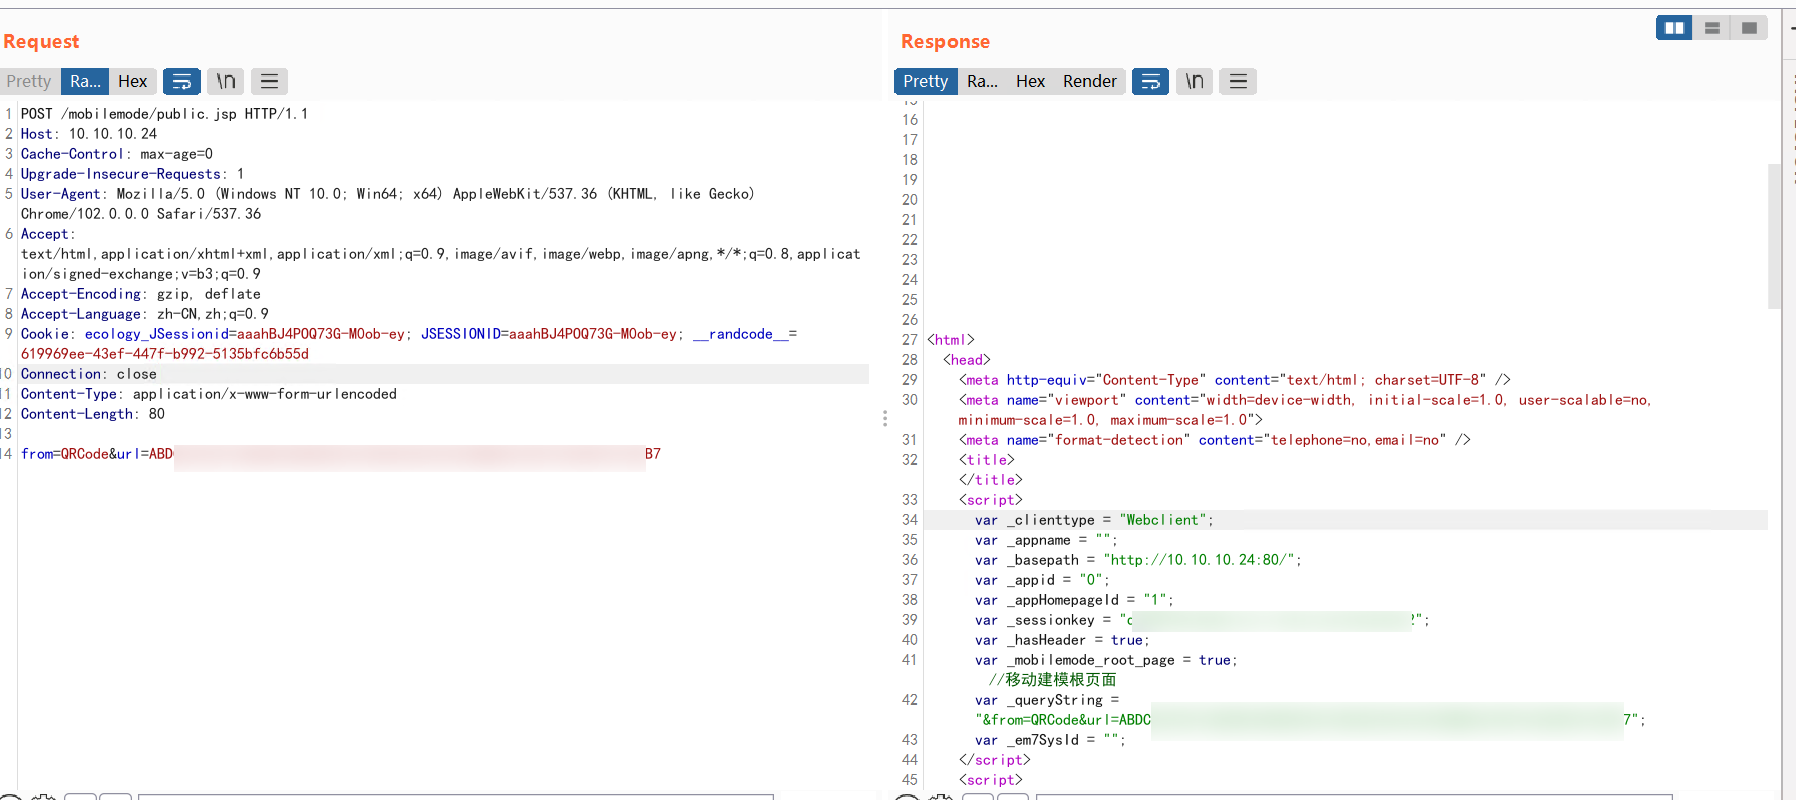 Request
Pretty Ra... Hex \n
1 POST /mobilemode/public.jsp HTTP/1.1
2 Host: 10.10.10.24
3 Cache-Control: max-age=0
4 Upgrade-Insecure-Requests: 1
5 User-Agent: Mozilla/5.0 (Windows NT 10.0; Win64; x64) AppleWebKit/537.36 (KHTML, like Gecko)
Chrome/102.0.0.0 Safari/537.36
6 Accept:
text/html,application/xhtml+xml,application/xml;q=0.9,image/avif,image/webp,image/apng,*/*;q=0.8,applicat
ion/signed-exchange;v=b3;q=0.9
7 Accept-Encoding: gzip, deflate
8 Accept-Language: zh-CN,zh;q=0.9
9 Cookie: ecology_JSessionid=aaahBJ4POQ73G-MOob-ey; JSESSIONID=aaahBJ4POQ73G-MOob-ey; __randcode__=
619969ee-43ef-447f-b992-5135bfc6b55d
10 Connection: close
11 Content-Type: application/x-www-form-urlencoded
12 Content-Length: 80
13
14 from=QRCode&url=ABD B7
Response
Pretty Ra... Hex Render \n
15
16
17
18
19
20
21
22
23
24
25
26
27 <html>
28 <head>
29 <meta http-equiv="Content-Type" content="text/html; charset=UTF-8" />
30 <meta name="viewport" content="width=device-width, initial-scale=1.0, user-scalable=no,
minimum-scale=1.0, maximum-scale=1.0">
31 <meta name="format-detection" content="telephone=no,email=no" />
32 <title>
</title>
33 <script>
34 var _clienttype = "Webclient";
35 var _appname = "";
36 var _basepath = "http://10.10.10.24:80/";
37 var _appid = "0";
38 var _appHomepageId = "1";
39 var _sessionkey = " ";
40 var _hasHeader = true;
41 var _mobilemode_root_page = true;
//移动建模根页面
42 var _queryString =
"&from=QRCode&url=ABDC 7";
43 var _em7SysId = "";
44 </script>
45 <script>